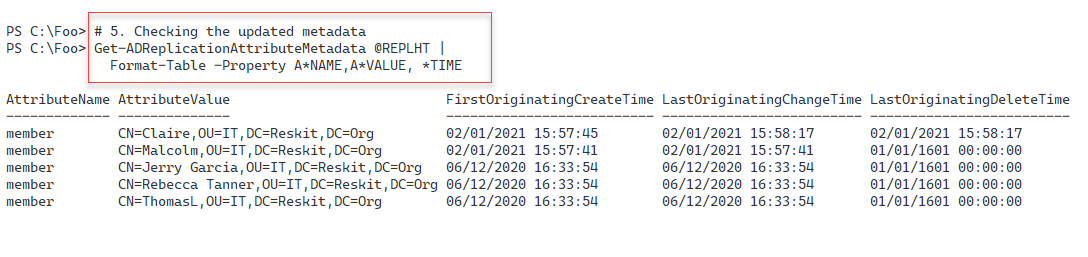 PS C:\Foo> # 5. Checking the updated metadata
PS C:\Foo> Get-ADReplicationAttributeMetadata @REPLHT |
  Format-Table -Property A*NAME,A*VALUE, *TIME
AttributeName AttributeValue FirstOriginatingCreateTime LastOriginatingChangeTime LastOriginatingDeleteTime
------------- -------------- -------------------------- ------------------------- -------------------------
member CN=Claire,OU=IT,DC=Reskit,DC=Org 02/01/2021 15:57:45 02/01/2021 15:58:17 02/01/2021 15:58:17
member CN=Malcolm,OU=IT,DC=Reskit,DC=Org 02/01/2021 15:57:41 02/01/2021 15:57:41 01/01/1601 00:00:00
member CN=Jerry Garcia,OU=IT,DC=Reskit,DC=Org 06/12/2020 16:33:54 06/12/2020 16:33:54 01/01/1601 00:00:00
member CN=Rebecca Tanner,OU=IT,DC=Reskit,DC=Org 06/12/2020 16:33:54 06/12/2020 16:33:54 01/01/1601 00:00:00
member CN=ThomasL,OU=IT,DC=Reskit,DC=Org 06/12/2020 16:33:54 06/12/2020 16:33:54 01/01/1601 00:00:00